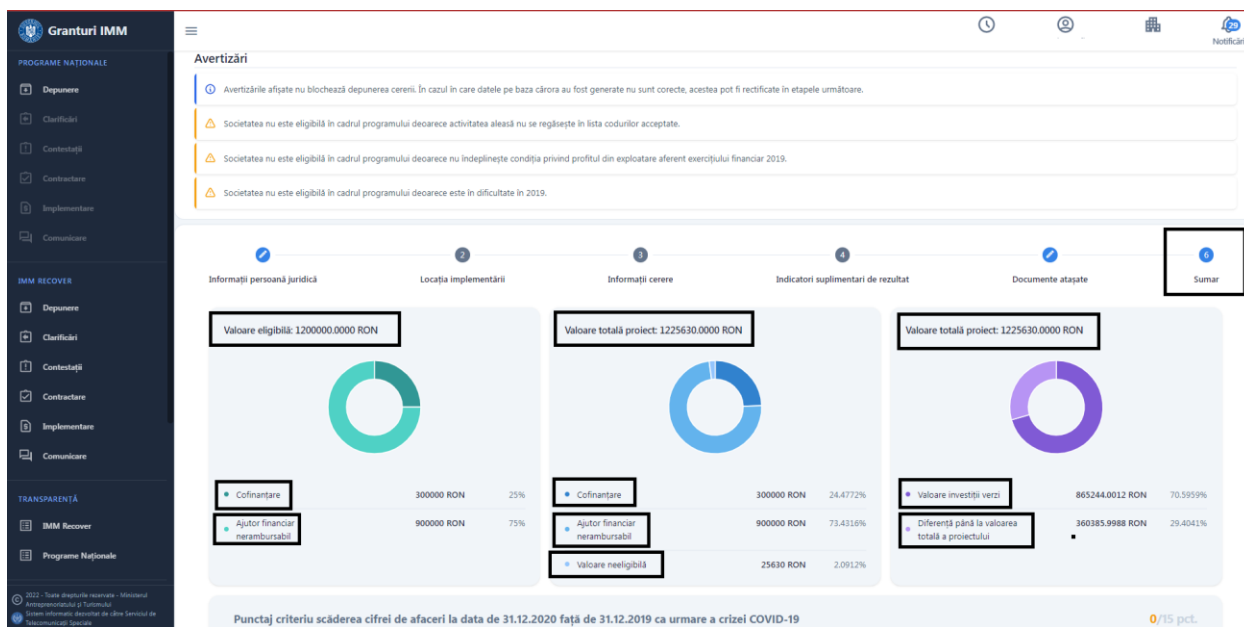 Granturi IMM
29
Notificări
PROGRAME NAȚIONALE
Depunere
Clarificări
Contestații
Contractare
Implementare
Comunicare
IMM RECOVER
Depunere
Clarificări
Contestații
Contractare
Implementare
Comunicare
TRANSPARENȚĂ
IMM Recover
Programe Naționale
2022 - Toate drepturile rezervate - Ministerul
Antreprenoriatului și Turismului
Sistem informatic dezvoltat de către Serviciul de
Telecomunicații Speciale
Avertizări
Avertizările afișate nu blochează depunerea cererii. În cazul în care datele pe baza cărora au fost generate nu sunt corecte, acestea pot fi rectificate în etapele următoare.
Societatea nu este eligibilă în cadrul programului deoarece activitatea aleasă nu se regăsește în lista codurilor acceptate.
Societatea nu este eligibilă în cadrul programului deoarece nu îndeplinește condiția privind profitul din exploatare aferent exercițiului financiar 2019.
Societatea nu este eligibilă în cadrul programului deoarece este în dificultate în 2019.
2 3 4 6
Informații persoană juridică Locația implementării Informații cerere Indicatori suplimentari de rezultat Documente atașate Sumar
Valoare eligibilă: 1200000.0000 RON
Cofinanțare 300000 RON 25%
Ajutor financiar
nerambursabil 900000 RON 75%
Valoare totală proiect: 1225630.0000 RON
Cofinanțare 300000 RON 24.4772%
Ajutor financiar
nerambursabil 900000 RON 73.4316%
Valoare neeligibilă 25630 RON 2.0912%
Valoare totală proiect: 1225630.0000 RON
Valoare investiții verzi 865244.0012 RON 70.5959%
Diferență până la valoarea
totală a proiectului 360385.9988 RON 29.4041%
Punctaj criteriu scăderea cifrei de afaceri la data de 31.12.2020 față de 31.12.2019 ca urmare a crizei COVID-19 0/15 pct.